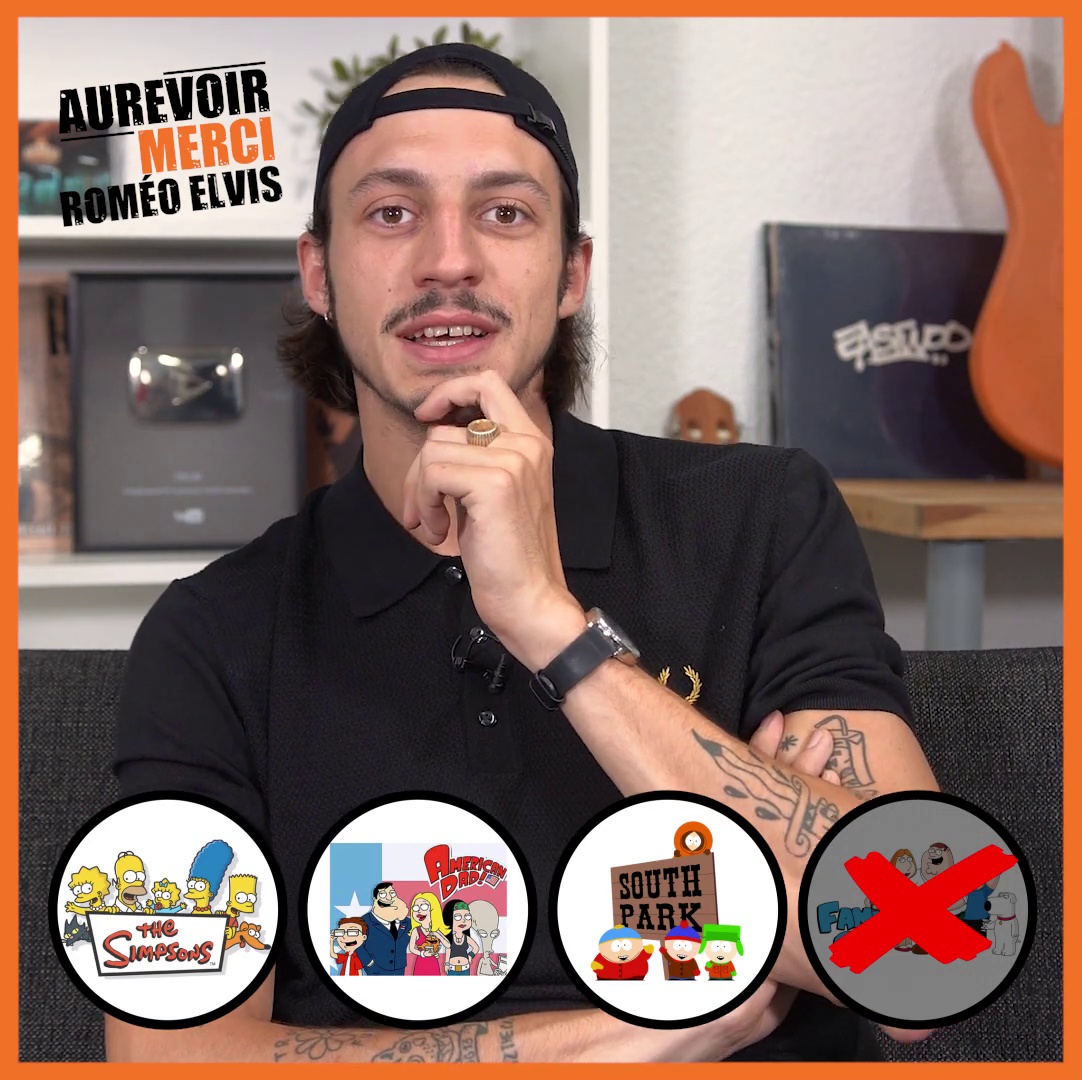 AUREVOIR
MERCI
ROMÉO ELVIS
THE
SIMPSONS
AMERICAN
DAD!
SOUTH
PARK